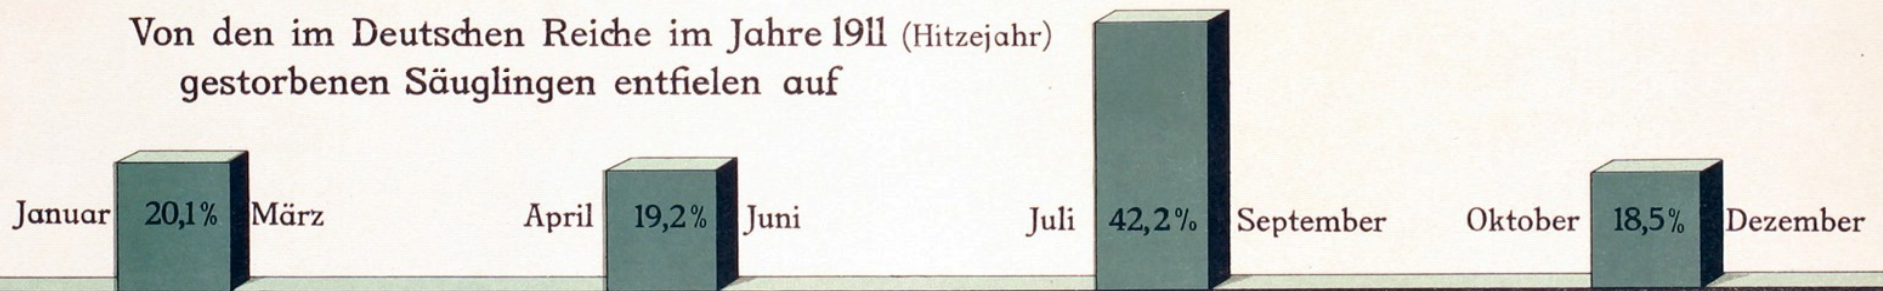 Von den im Deutschen Reiche im Jahre 1911 (Hitzejahr)
gestorbenen Säuglingen entfielen auf
Januar 20,1% März April 19,2% Juni Juli 42,2% September Oktober 18,5% Dezember